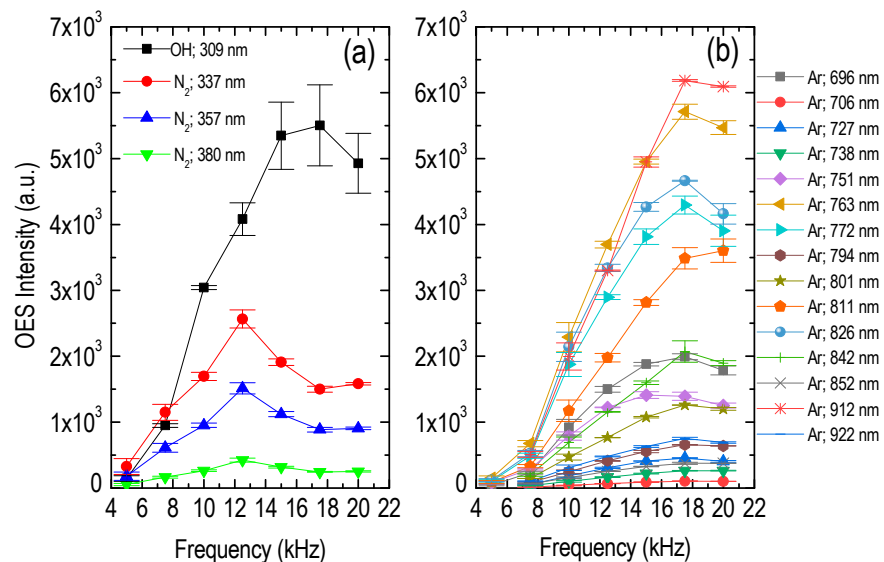 7x10³
6x10³
5x10³
4x10³
3x10³
2x10³
1x10³
0
OES Intensity (a.u.)
(a)
OH; 309 nm
N₂; 337 nm
N₂; 357 nm
N₂; 380 nm
4 6 8 10 12 14 16 18 20 22
Frequency (kHz)
(b)
7x10³
6x10³
5x10³
4x10³
3x10³
2x10³
1x10³
0
4 6 8 10 12 14 16 18 20 22
Frequency (kHz)
Ar; 696 nm
Ar; 706 nm
Ar; 727 nm
Ar; 738 nm
Ar; 751 nm
Ar; 763 nm
Ar; 772 nm
Ar; 794 nm
Ar; 801 nm
Ar; 811 nm
Ar; 826 nm
Ar; 842 nm
Ar; 852 nm
Ar; 912 nm
Ar; 922 nm